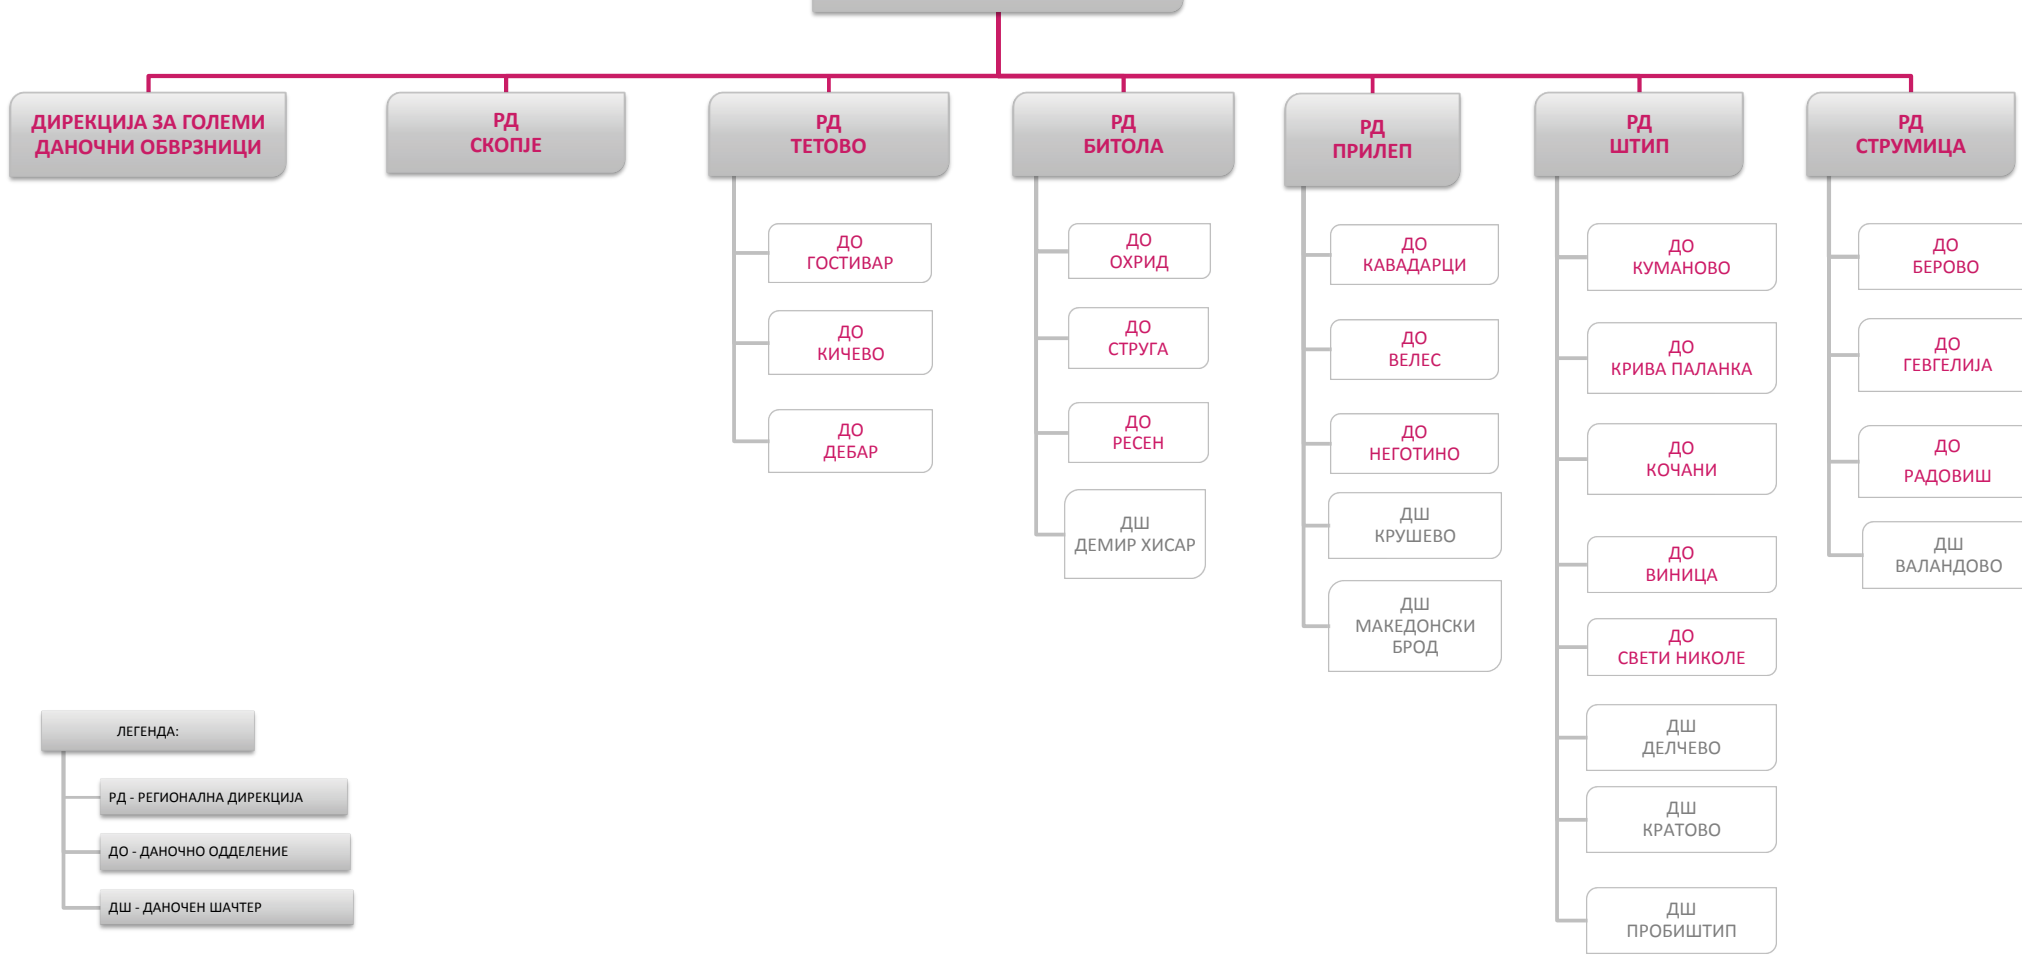 ДИРЕКЦИЈА ЗА ГОЛЕМИ
ДАНОЧНИ ОБВРЗНИЦИ
РД
СКОПЈЕ
РД
ТЕТОВО
РД
БИТОЛА
РД
ПРИЛЕП
РД
ШТИП
РД
СТРУМИЦА
ДО
ГОСТИВАР
ДО
КИЧЕВО
ДО
ДЕБАР
ДО
ОХРИД
ДО
СТРУГА
ДО
РЕСЕН
ДШ
ДЕМИР ХИСАР
ДО
КАВАДАРЦИ
ДО
ВЕЛЕС
ДО
НЕГОТИНО
ДШ
КРУШЕВО
ДШ
МАКЕДОНСКИ
БРОД
ДО
КУМАНОВО
ДО
КРИВА ПАЛАНКА
ДО
КОЧАНИ
ДО
ВИНИЦА
ДО
СВЕТИ НИКОЛЕ
ДШ
ДЕЛЧЕВО
ДШ
КРАТОВО
ДШ
ПРОБИШТИП
ДО
БЕРОВО
ДО
ГЕВГЕЛИЈА
ДО
РАДОВИШ
ДШ
ВАЛАНДОВО
ЛЕГЕНДА:
РД - РЕГИОНАЛНА ДИРЕКЦИЈА
ДО - ДАНОЧНО ОДДЕЛЕНИЕ
ДШ - ДАНОЧЕН ШАЧТЕР